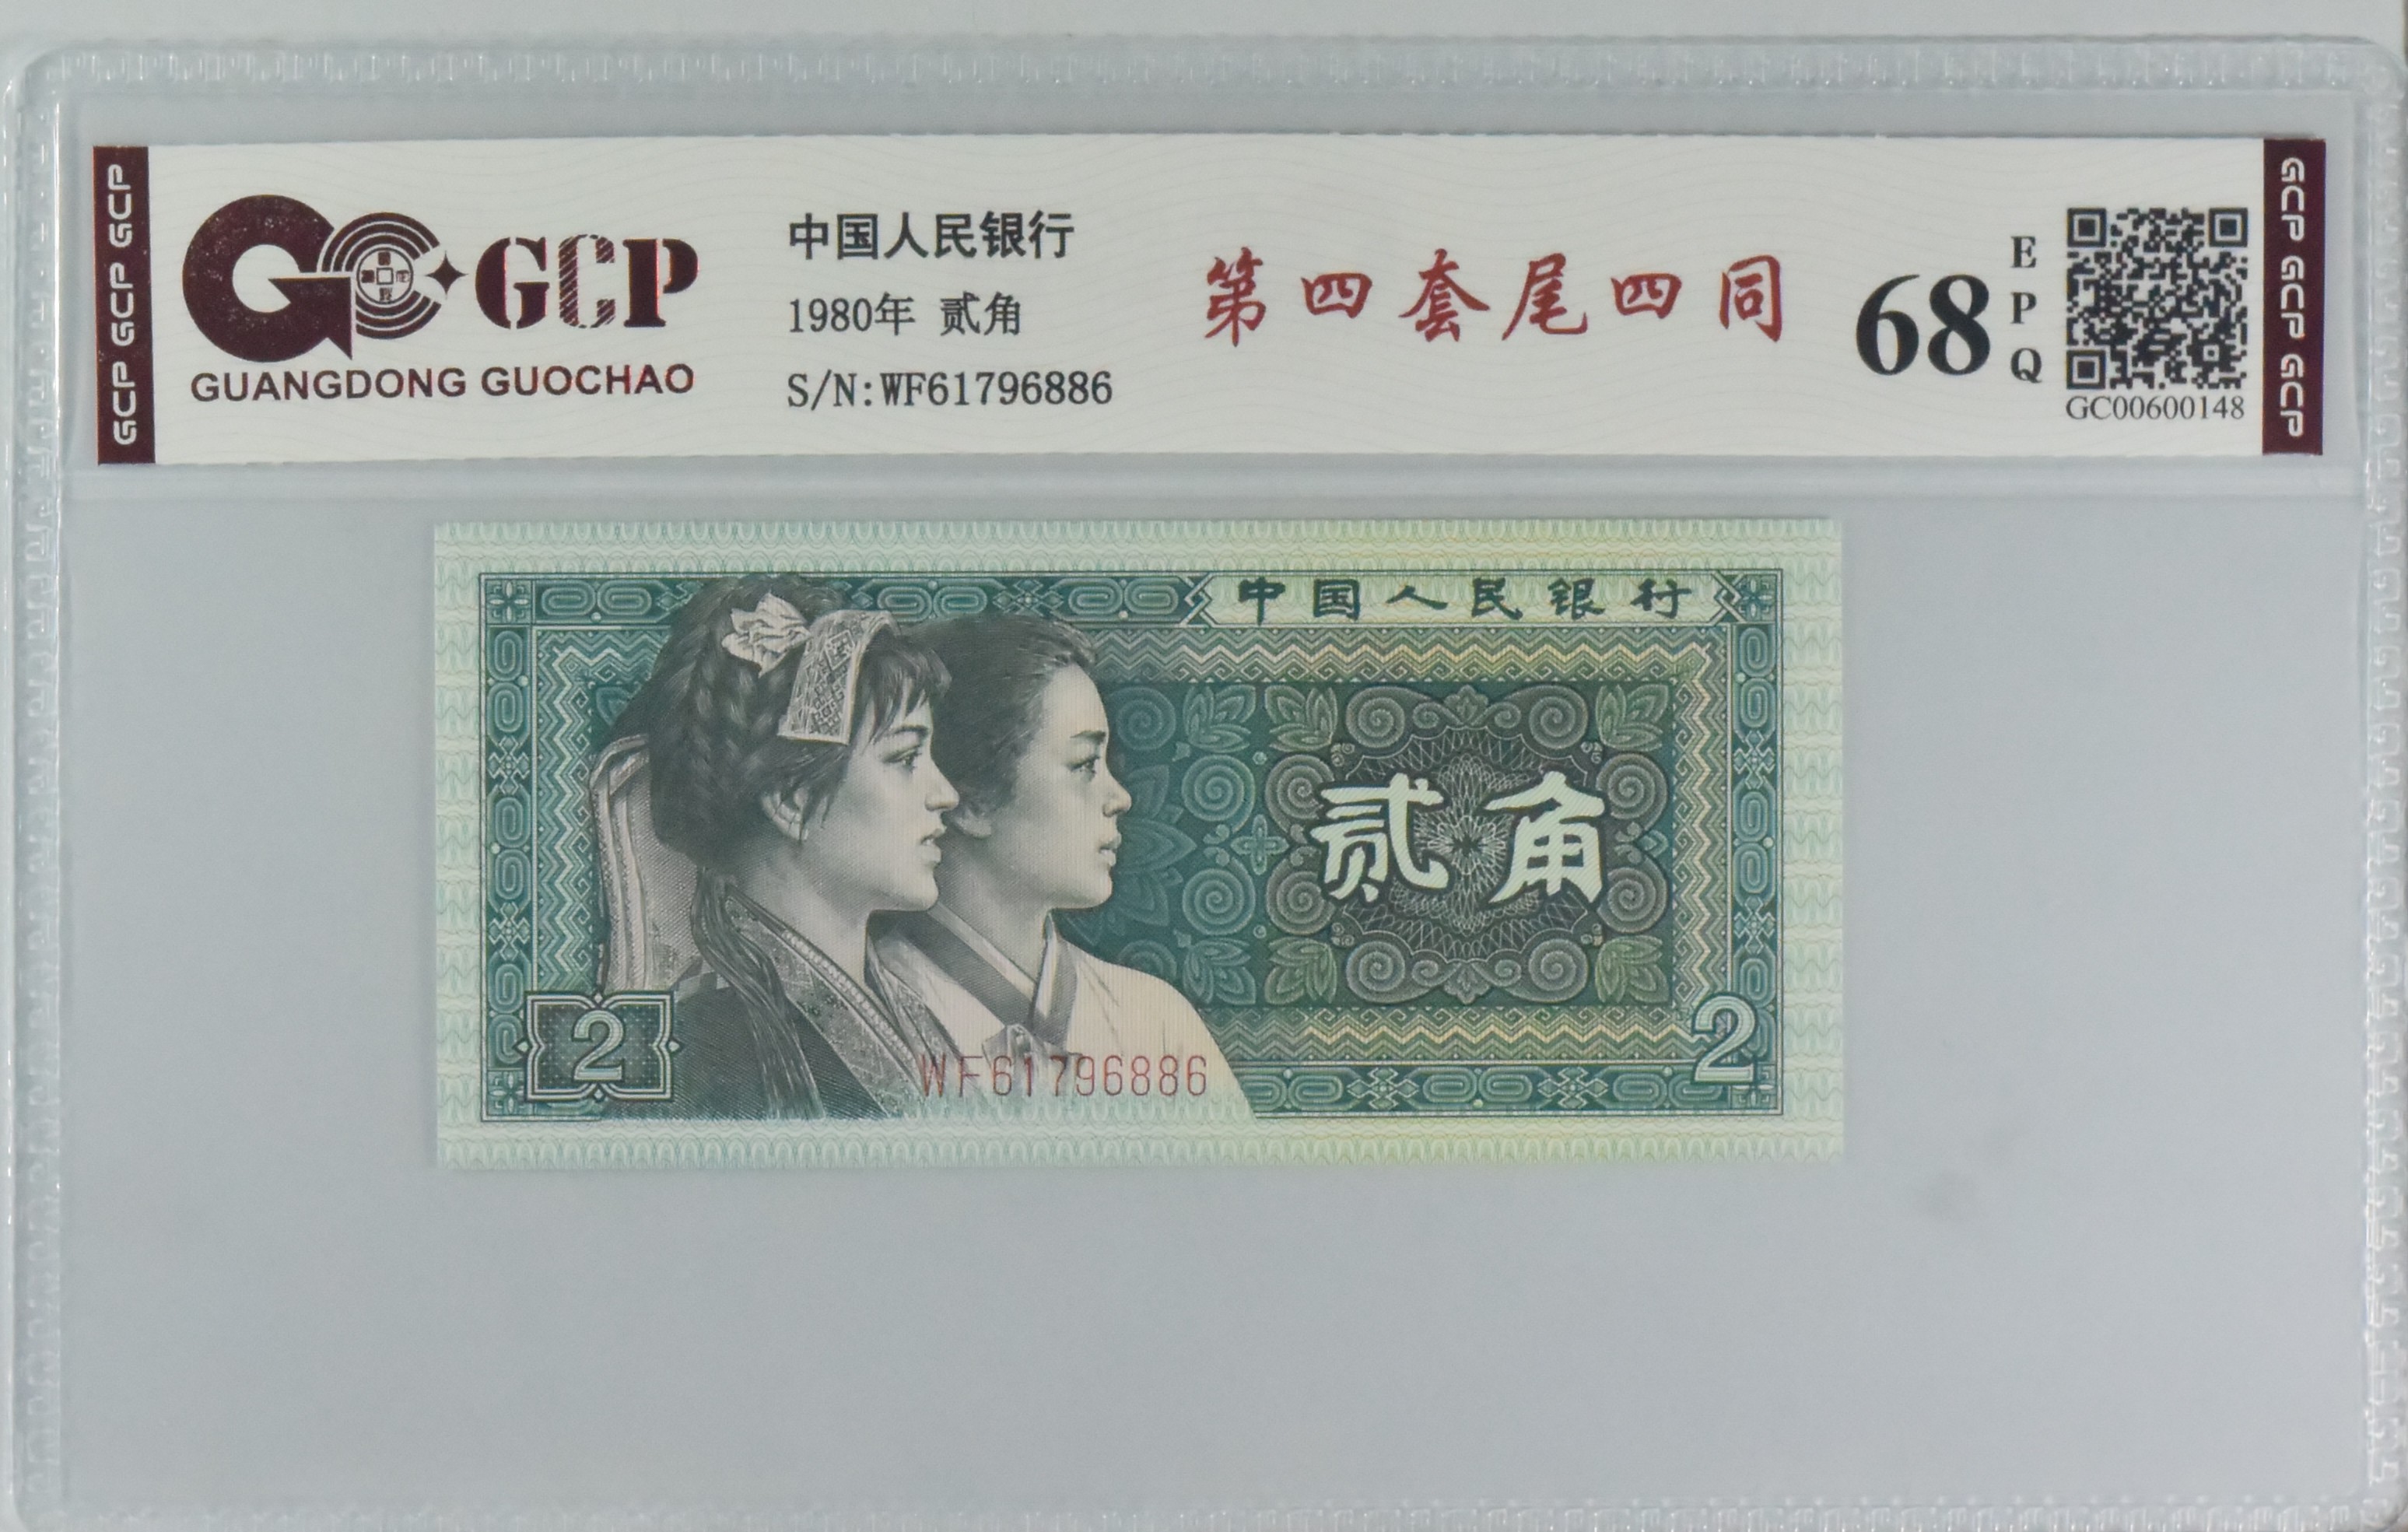 GCP GCP GCP
GCP
GUANGDONG GUOCHAO
中国人民银行
1980年 贰角
S/N:WF61796886
第四套尾四同
68
E
P
Q
GC00600148
GCP GCP GCP
中国人民银行
贰角
2
WF61796886
2